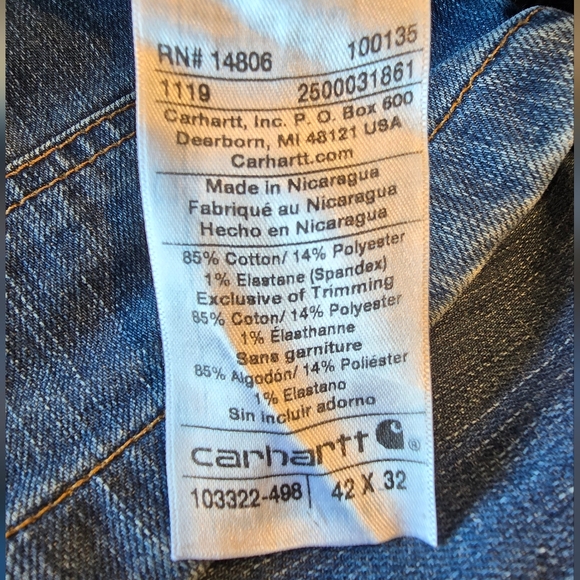 RN# 14806 100135
1119 2500031861
Carhartt, Inc. P. O. Box 600
Dearborn, MI 48121 USA
Carhartt.com
Made in Nicaragua
Fabriqué au Nicaragua
Hecho en Nicaragua
85% Cotton/ 14% Polyester
1% Elastane (Spandex)
Exclusive of Trimming
85% Coton/ 14% Polyester
1% Élasthanne
Sans garniture
85% Algodón/ 14% Poliéster
1% Elastano
Sin incluir adorno
carhartt ®
103322-498 42 X 32